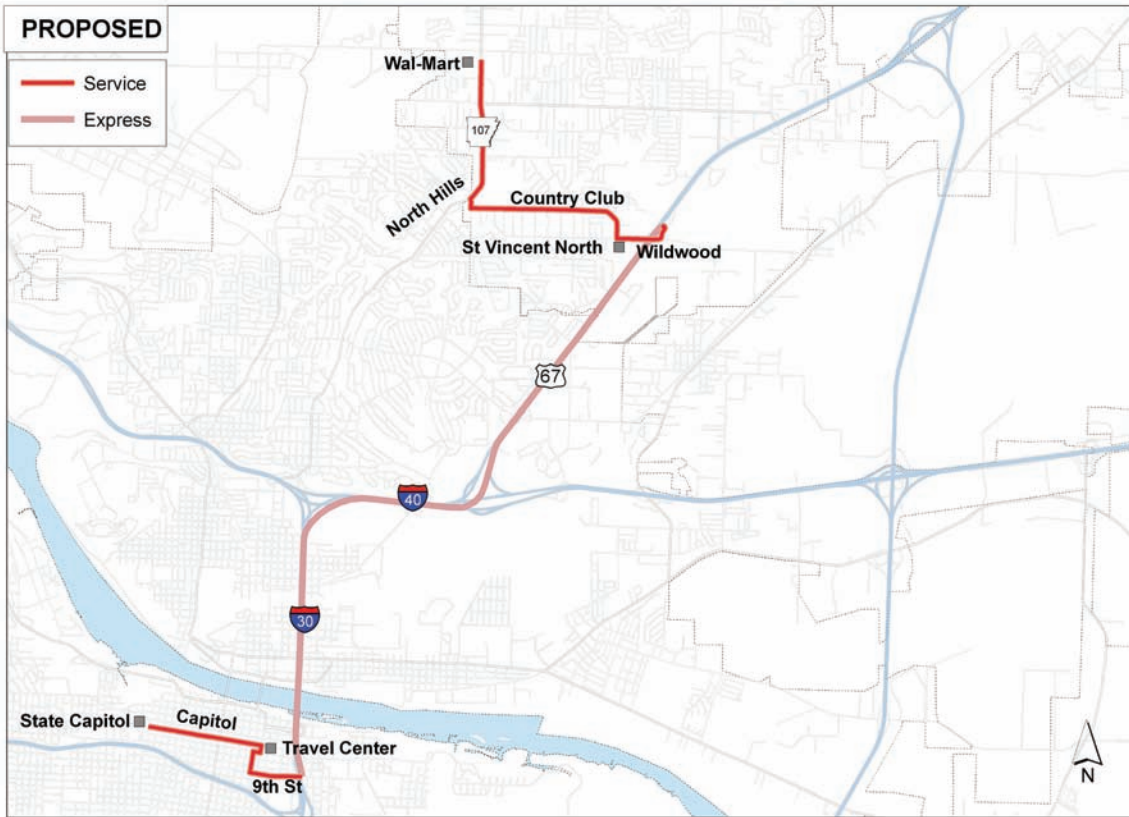 PROPOSED
Service
Express
Wal-Mart
107
North Hills
Country Club
St Vincent North
Wildwood
67
40
30
State Capitol
Capitol
Travel Center
9th St
N